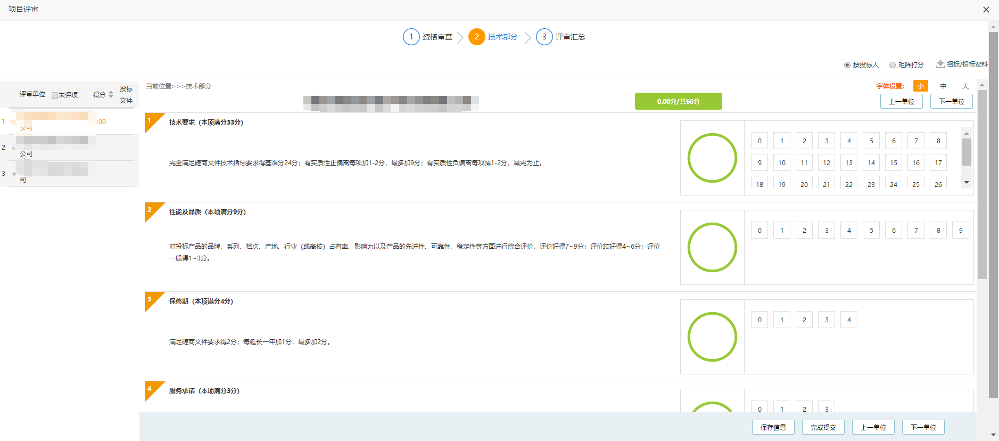 项目评审
1 资格审查 2 技术部分 3 评审汇总
按投标人 矩阵打分 招标/投标资料
评审单位 未评项 得分 投标文件
当前位置>>>技术部分
字体设置： 小 中 大
0.00分/共60分
上一单位 下一单位
1 00
公司
2
公司
3
司
1 技术要求（本项满分33分）
完全满足磋商文件技术指标要求得基准分24分；有实质性正偏离每项加1-2分，最多加9分；有实质性负偏离每项减1-2分，减完为止。
0 1 2 3 4 5 6 7 8
9 10 11 12 13 14 15 16 17
18 19 20 21 22 23 24 25 26
2 性能及品质（本项满分9分）
对投标产品的品牌、系列、档次、产地、行业（或高校）占有率、影响力以及产品的先进性、可靠性、稳定性等方面进行综合评价，评价好得7~9分；评价较好得4~6分；评价
一般得1~3分。
0 1 2 3 4 5 6 7 8 9
3 保修期（本项满分4分）
满足磋商文件要求得2分；每延长一年加1分，最多加2分。
0 1 2 3 4
4 服务承诺（本项满分3分）
0 1 2 3
保存信息 完成提交 上一单位 下一单位